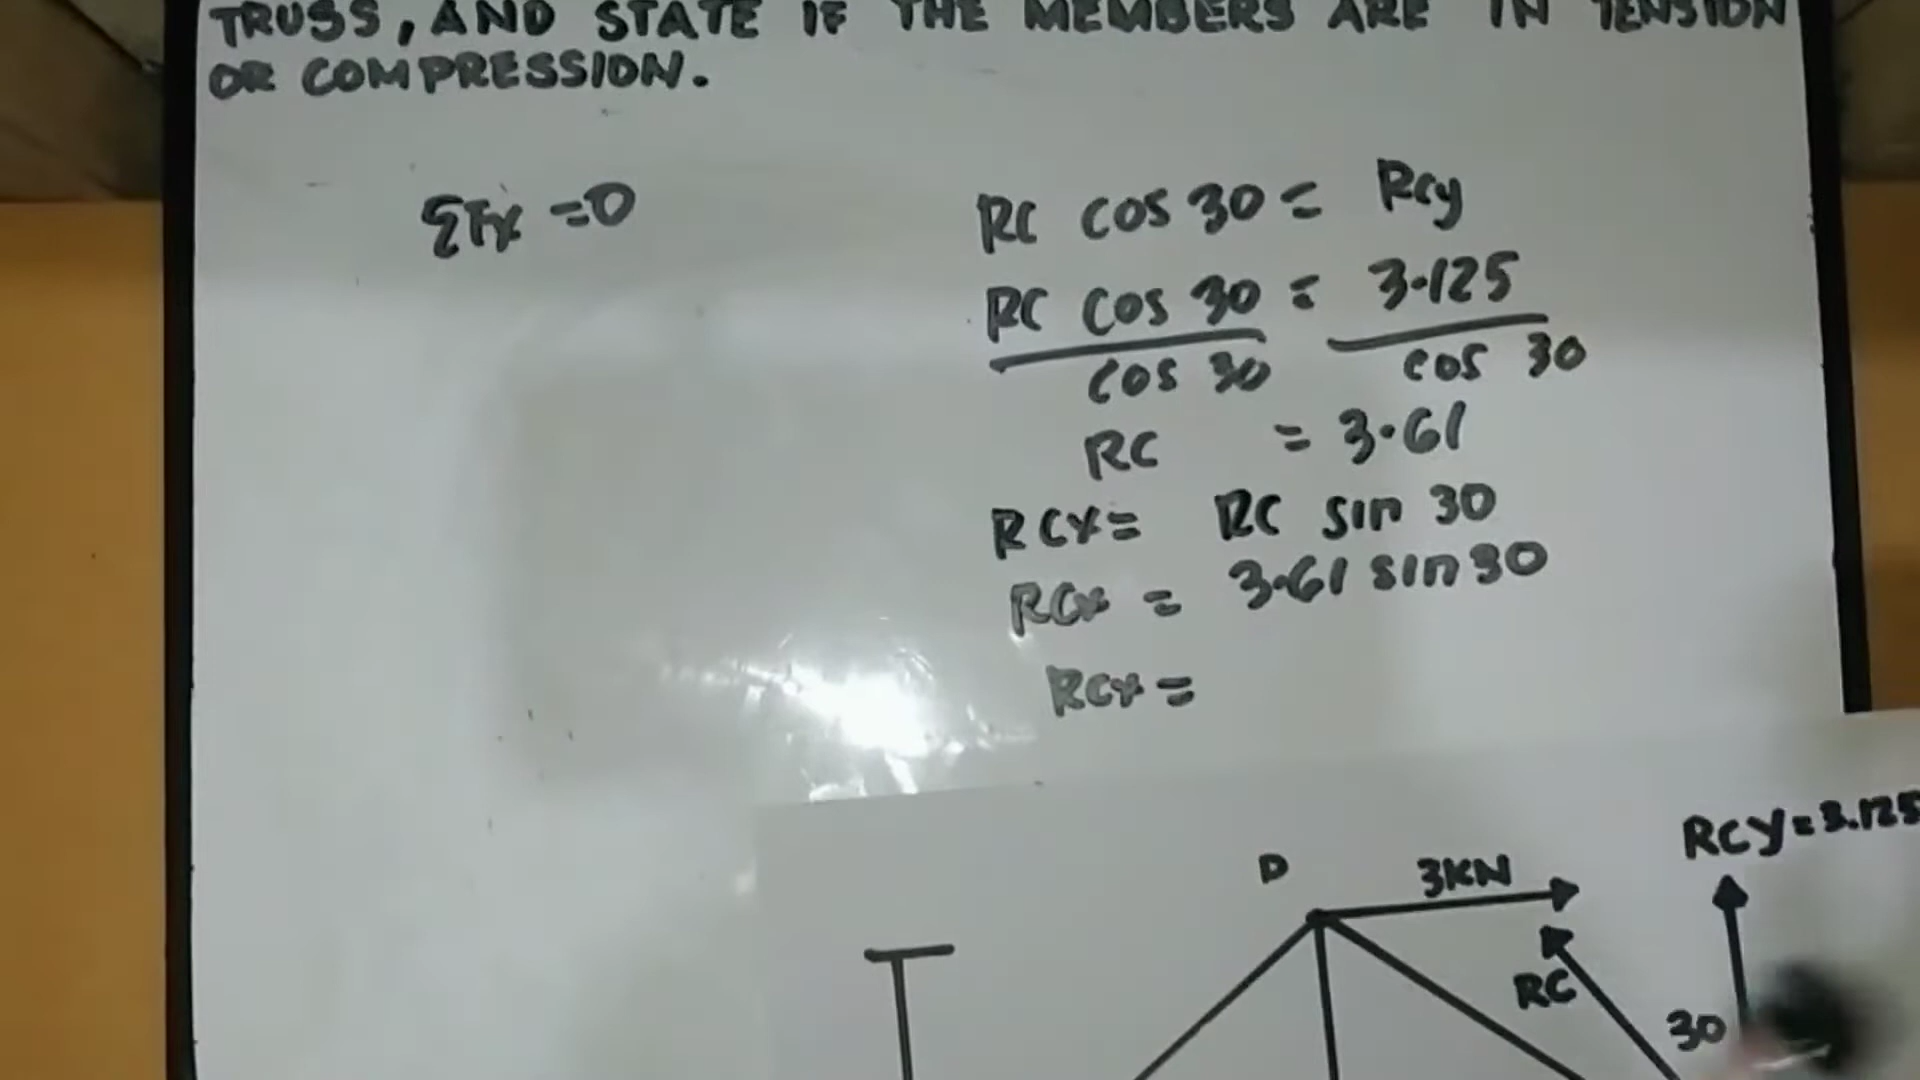 TRUSS, AND STATE IF THE MEMBERS ARE IN TENSION
OR COMPRESSION.
ΣFx = 0
RC cos 30 = Rcy
RC cos 30 = 3.125
cos 30 cos 30
RC = 3.61
RCx = RC sin 30
RCx = 3.61 sin 30
RCx =
RCy = 3.125
D
3KN
RC
30